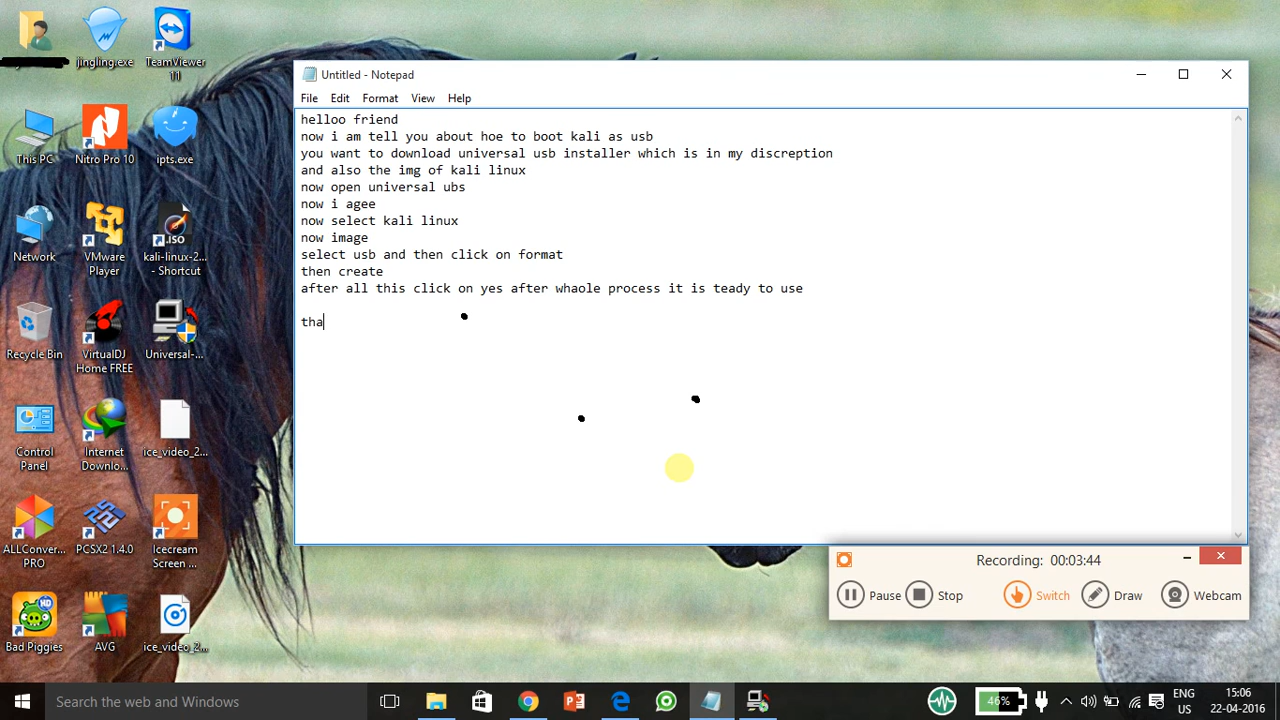 jingling.exe
TeamViewer
11
This PC
Nitro Pro 10
ipts.exe
Network
VMware
Player
.ISO
kali-linux-2...
- Shortcut
Recycle Bin
VirtualDJ
Home FREE
Universal-...
Control
Panel
Internet
Downlo...
ice_video_2...
ALLConver...
PRO
PCSX2 1.4.0
Icecream
Screen ...
HD
Bad Piggies
AVG
ice_video_2...
Untitled - Notepad
File Edit Format View Help
helloo friend
now i am tell you about hoe to boot kali as usb
you want to download universal usb installer which is in my discreption
and also the img of kali linux
now open universal ubs
now i agee
now select kali linux
now image
select usb and then click on format
then create
after all this click on yes after whaole process it is teady to use
tha
Recording: 00:03:44
Pause Stop Switch Draw Webcam
Search the web and Windows
46%
ENG
US
15:06
22-04-2016